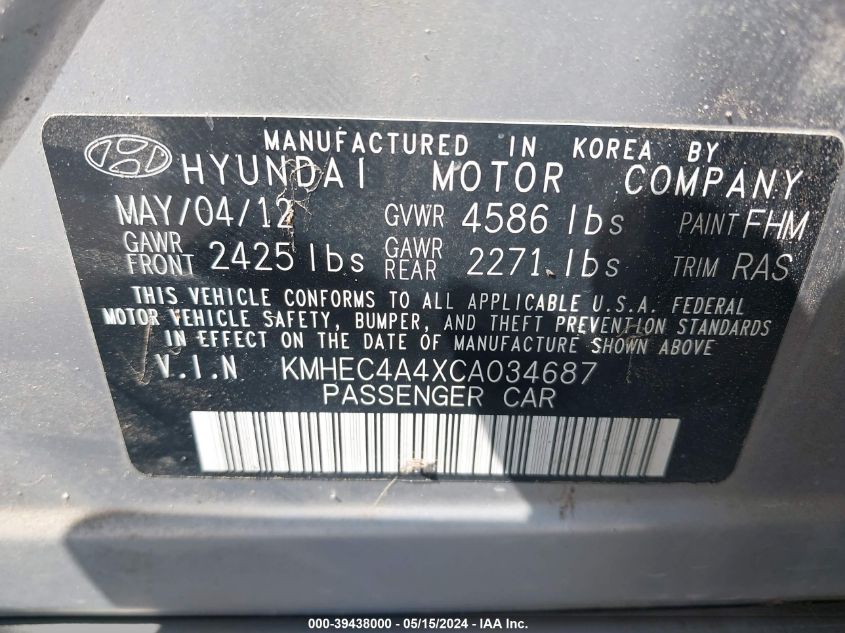 MANUFACTURED IN KOREA BY
HYUNDAI MOTOR COMPANY
MAY/04/12 GVWR 4586 lbs PAINT FHM
GAWR FRONT 2425 lbs GAWR REAR 2271 lbs TRIM RAS
THIS VEHICLE CONFORMS TO ALL APPLICABLE U.S.A. FEDERAL
MOTOR VEHICLE SAFETY, BUMPER, AND THEFT PREVENTION STANDARDS
IN EFFECT ON THE DATE OF MANUFACTURE SHOWN ABOVE
V.I.N KMHEC4A4XCA034687
PASSENGER CAR
000-39438000 - 05/15/2024 - IAA Inc.